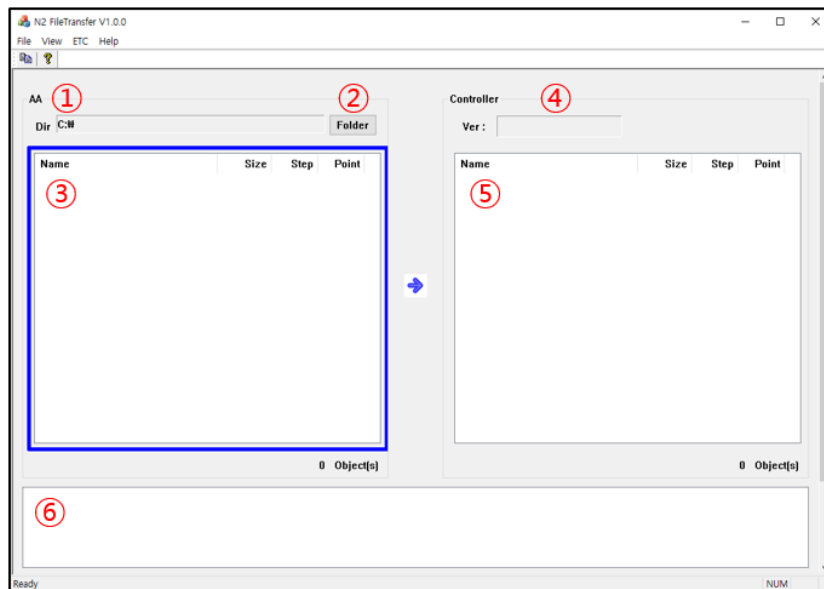 N2 FileTransfer V1.0.0
File View ETC Help
AA ① ②
Dir C:₩ Folder
Name Size Step Point
③
0 Object(s)
Controller ④
Ver :
Name Size Step Point
⑤
0 Object(s)
⑥
Ready NUM